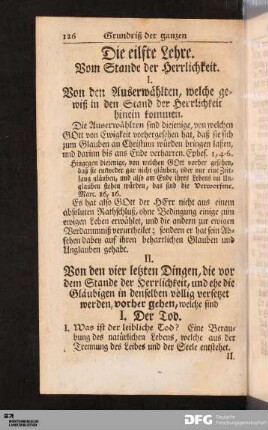 126 Grundriß der ganzen
Die eilfte Lehre.
Vom Stande der Herrlichkeit.
I.
Von den Auserwählten, welche ge-
wiß in den Stand der Herrlichkeit
hinein kommen.
Die Auserwählten sind diejenige, von welchen
GOtt von Ewigkeit vorhergesehen hat, daß sie sich
zum Glauben an Christum würden bringen lassen,
und darinn bis ans Ende verharren. Ephes. 1, 4-6.
Hingegen diejenige, von welchen GOtt vorher gesehen,
daß sie entweder gar nicht gläuben, oder nur eine Zeit-
lang gläuben, und also am Ende ihres Lebens im Un-
glauben stehen würden, das sind die Verworfene.
Marc. 16, 16.
Es hat also GOtt der HErr nicht aus einem
absoluten Rathschluß, ohne Bedingung einige zum
ewigen Leben erwählet, und die andern zur ewigen
Verdammniß verurtheilet; sondern er hat sein Ab-
sehen dabey auf ihren beharrlichen Glauben und
Unglauben gehabt.
II.
Von den vier letzten Dingen, die vor
dem Stande der Herrlichkeit, und ehe die
Gläubigen in denselben völlig versetzt
werden, vorher gehen, welche sind
I. Der Tod.
1. Was ist der leibliche Tod? Eine Berau-
bung des natürlichen Lebens, welche aus der
Trennung des Leibes und der Seele entstehet.
II.
DFG Deutsche
Forschungsgemeinschaft